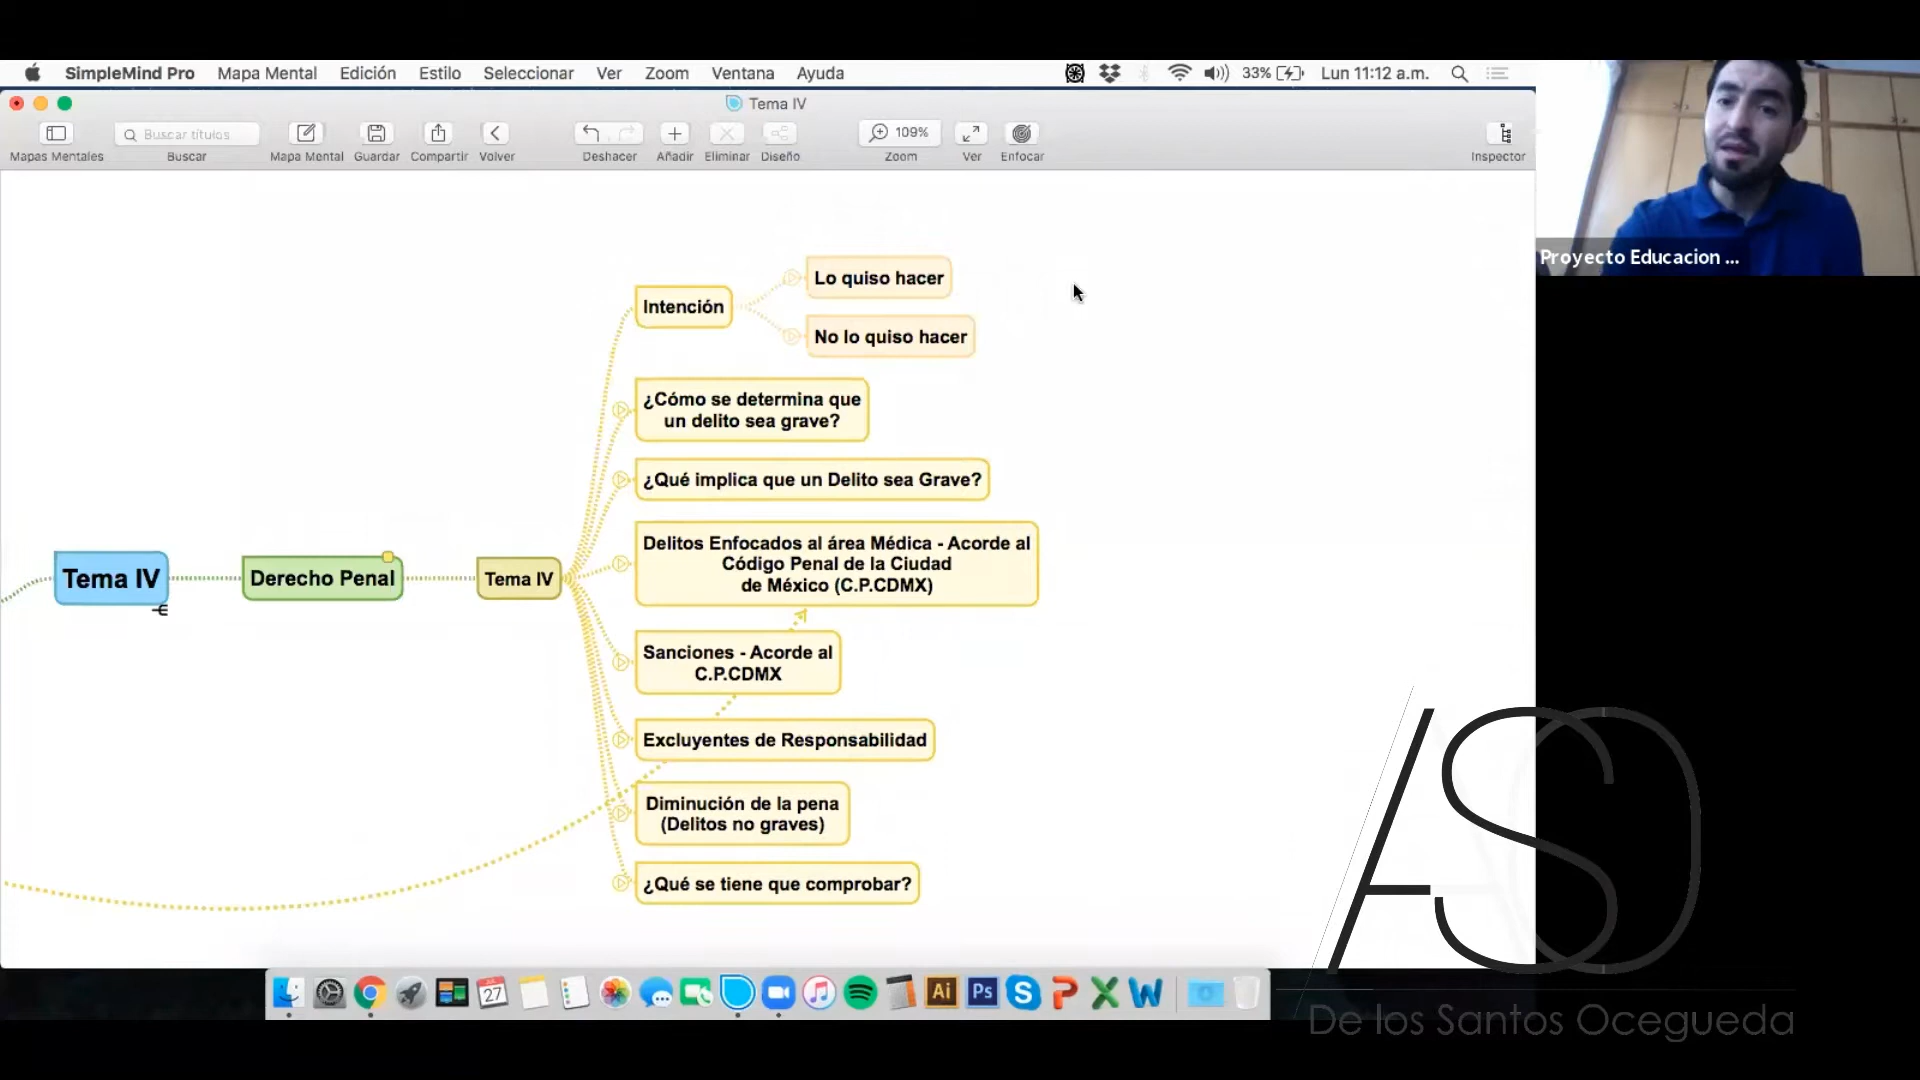 SimpleMind Pro Mapa Mental Edición Estilo Seleccionar Ver Zoom Ventana Ayuda 33% Lun 11:12 a.m.
Tema IV
Buscar títulos 109%
Mapas Mentales Buscar Mapa Mental Guardar Compartir Volver Deshacer Añadir Eliminar Diseño Zoom Ver Enfocar Inspector
Proyecto Educacion ...
Tema IV
Derecho Penal
Tema IV
Intención
Lo quiso hacer
No lo quiso hacer
¿Cómo se determina que
un delito sea grave?
¿Qué implica que un Delito sea Grave?
Delitos Enfocados al área Médica - Acorde al
Código Penal de la Ciudad
de México (C.P.CDMX)
Sanciones - Acorde al
C.P.CDMX
Excluyentes de Responsabilidad
Diminución de la pena
(Delitos no graves)
¿Qué se tiene que comprobar?
JUL
27
Ai
Ps
ASO
De los Santos Ocegueda